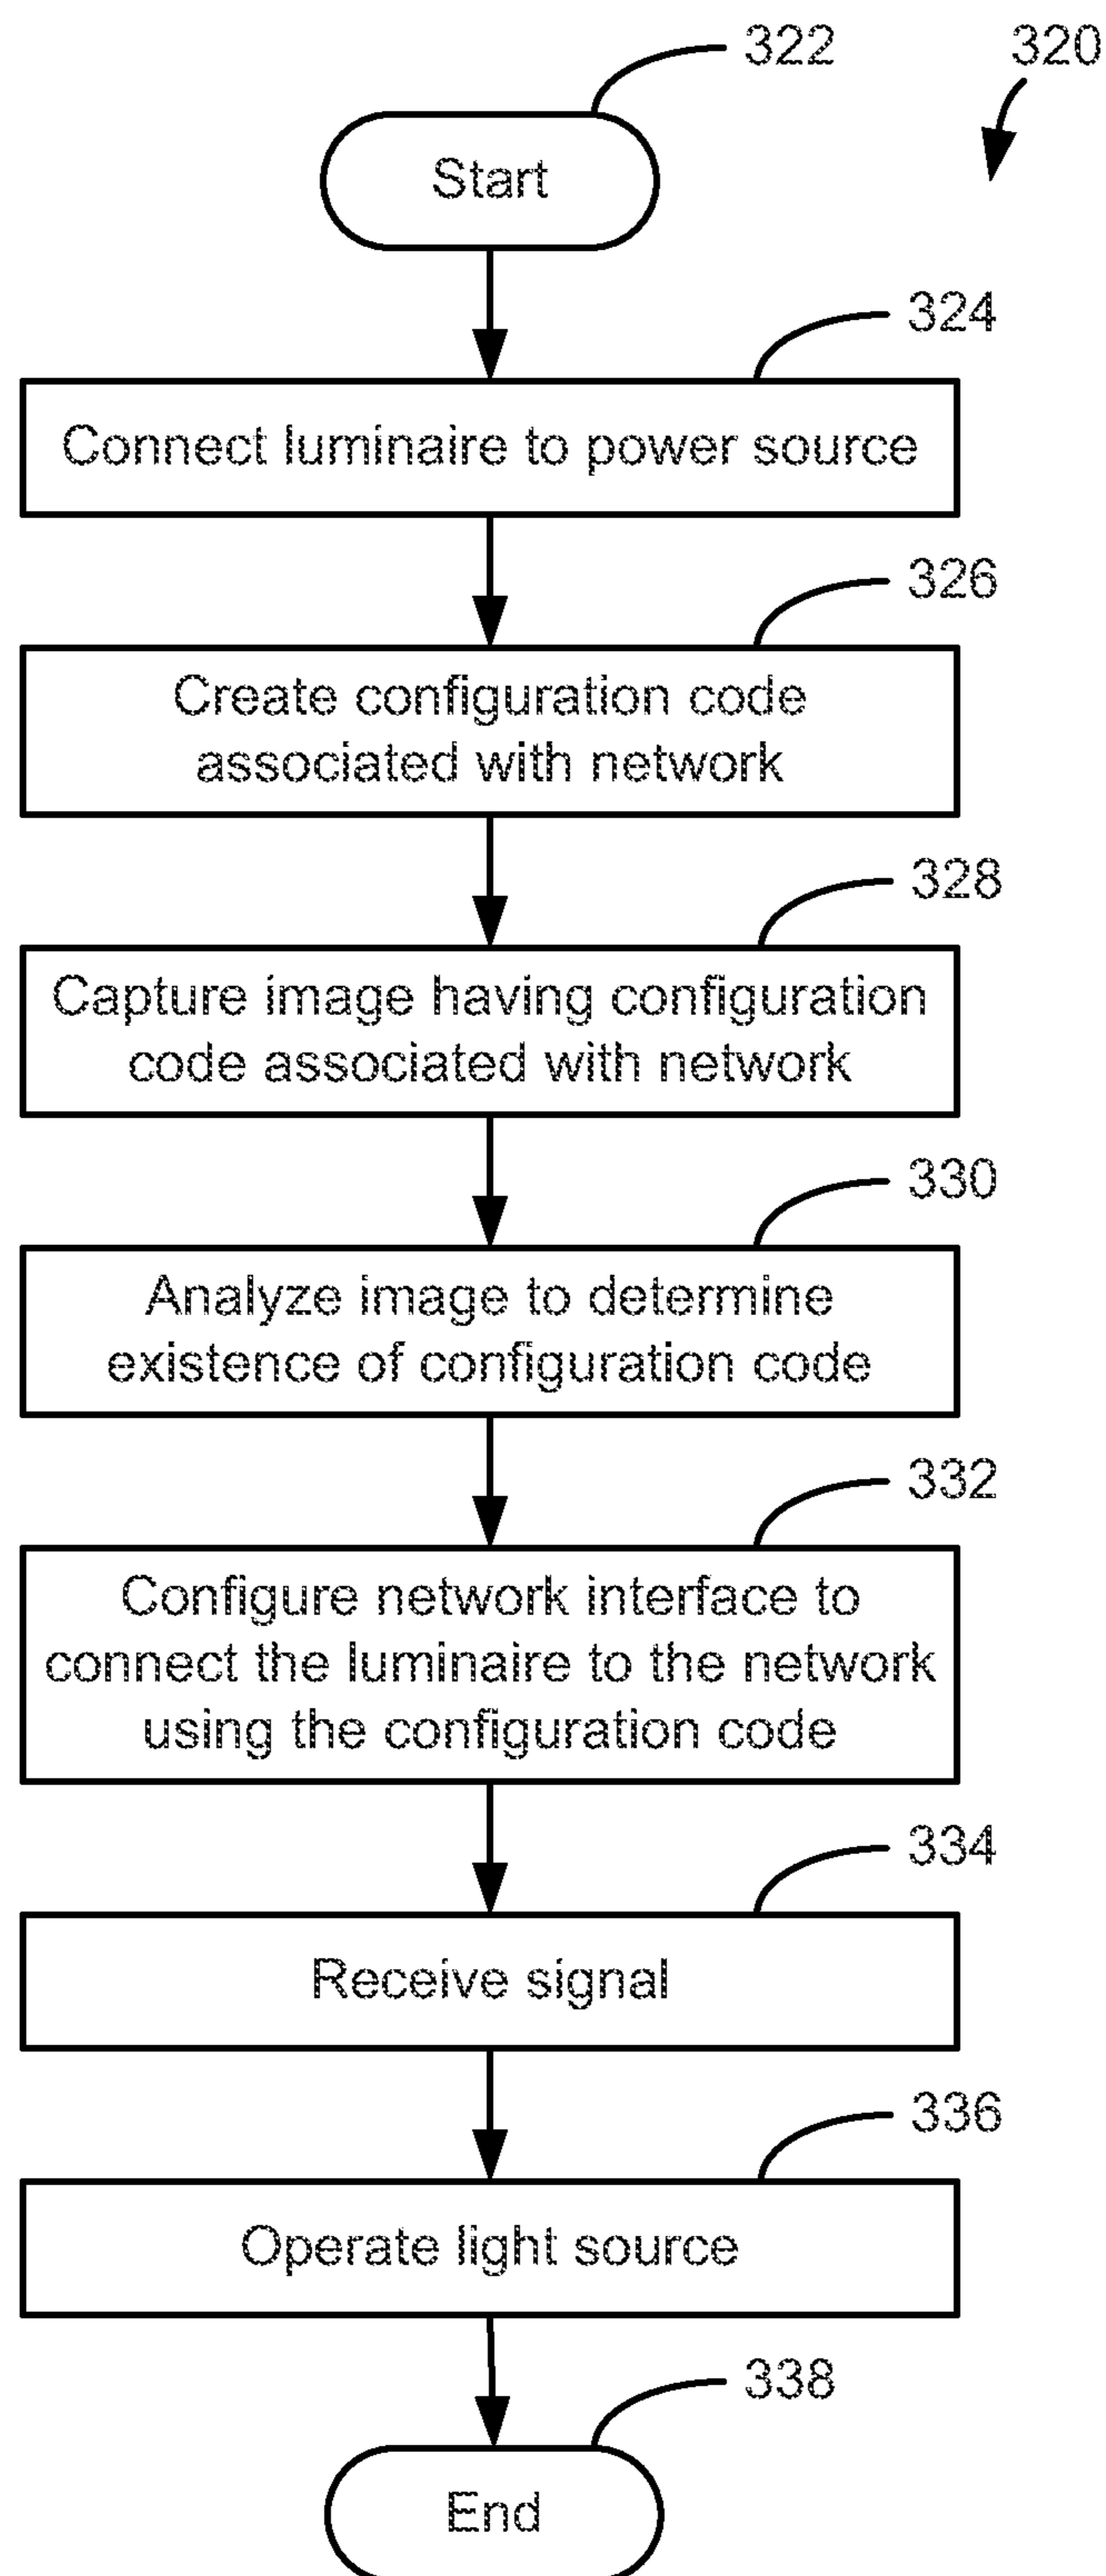 322
320
Start
324
Connect luminaire to power source
326
Create configuration code
associated with network
328
Capture image having configuration
code associated with network
330
Analyze image to determine
existence of configuration code
332
Configure network interface to
connect the luminaire to the network
using the configuration code
334
Receive signal
336
Operate light source
338
End